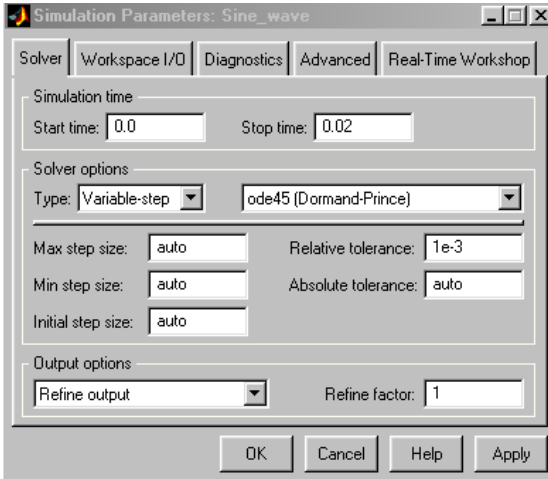 Simulation Parameters: Sine_wave
Solver Workspace I/O Diagnostics Advanced Real-Time Workshop
Simulation time
Start time: 0.0 Stop time: 0.02
Solver options
Type: Variable-step ode45 (Dormand-Prince)
Max step size: auto Relative tolerance: 1e-3
Min step size: auto Absolute tolerance: auto
Initial step size: auto
Output options
Refine output Refine factor: 1
OK Cancel Help Apply